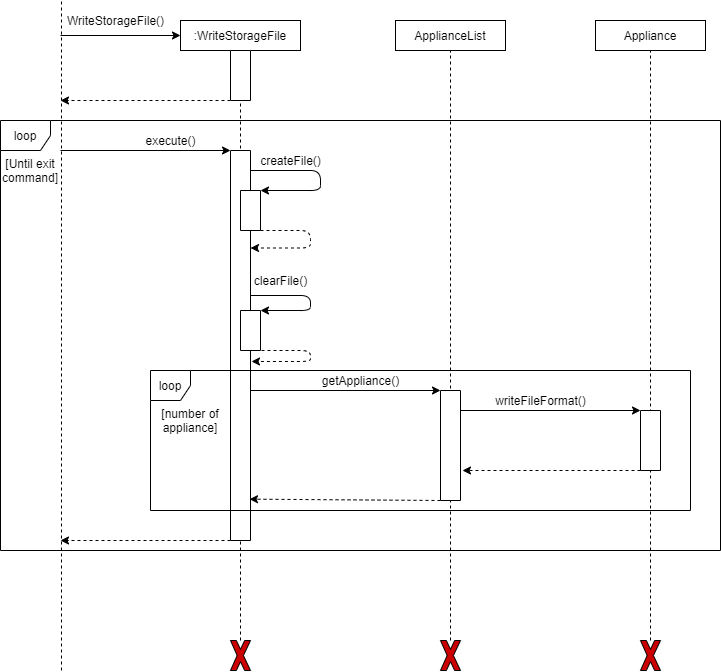 WriteStorageFile()
:WriteStorageFile
ApplianceList
Appliance
loop
execute()
[Until exit
command]
createFile()
clearFile()
loop
getAppliance()
writeFileFormat()
[number of
appliance]